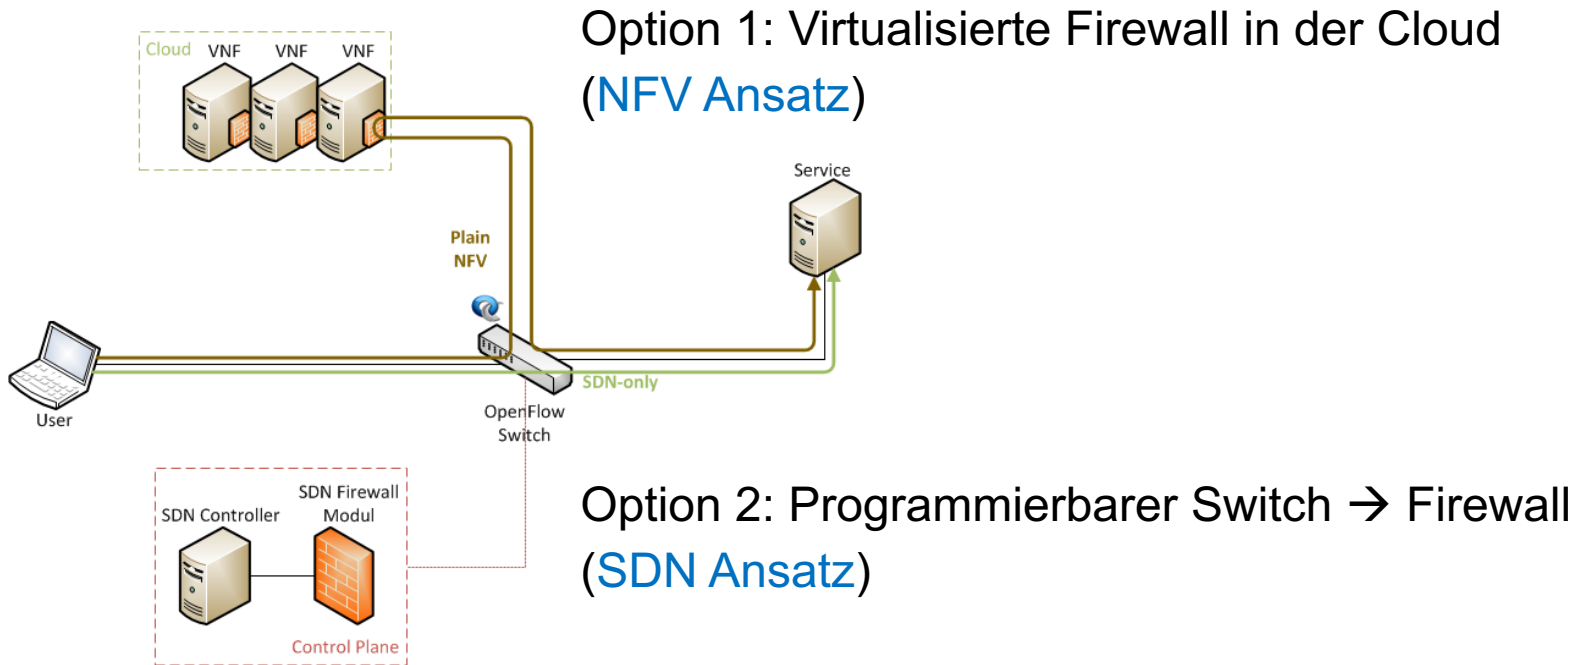 Option 1: Virtualisierte Firewall in der Cloud
(NFV Ansatz)
Cloud VNF VNF VNF
Service
Plain
NFV
SDN-only
User
OpenFlow
Switch
Option 2: Programmierbarer Switch → Firewall
(SDN Ansatz)
SDN Controller
SDN Firewall
Modul
Control Plane